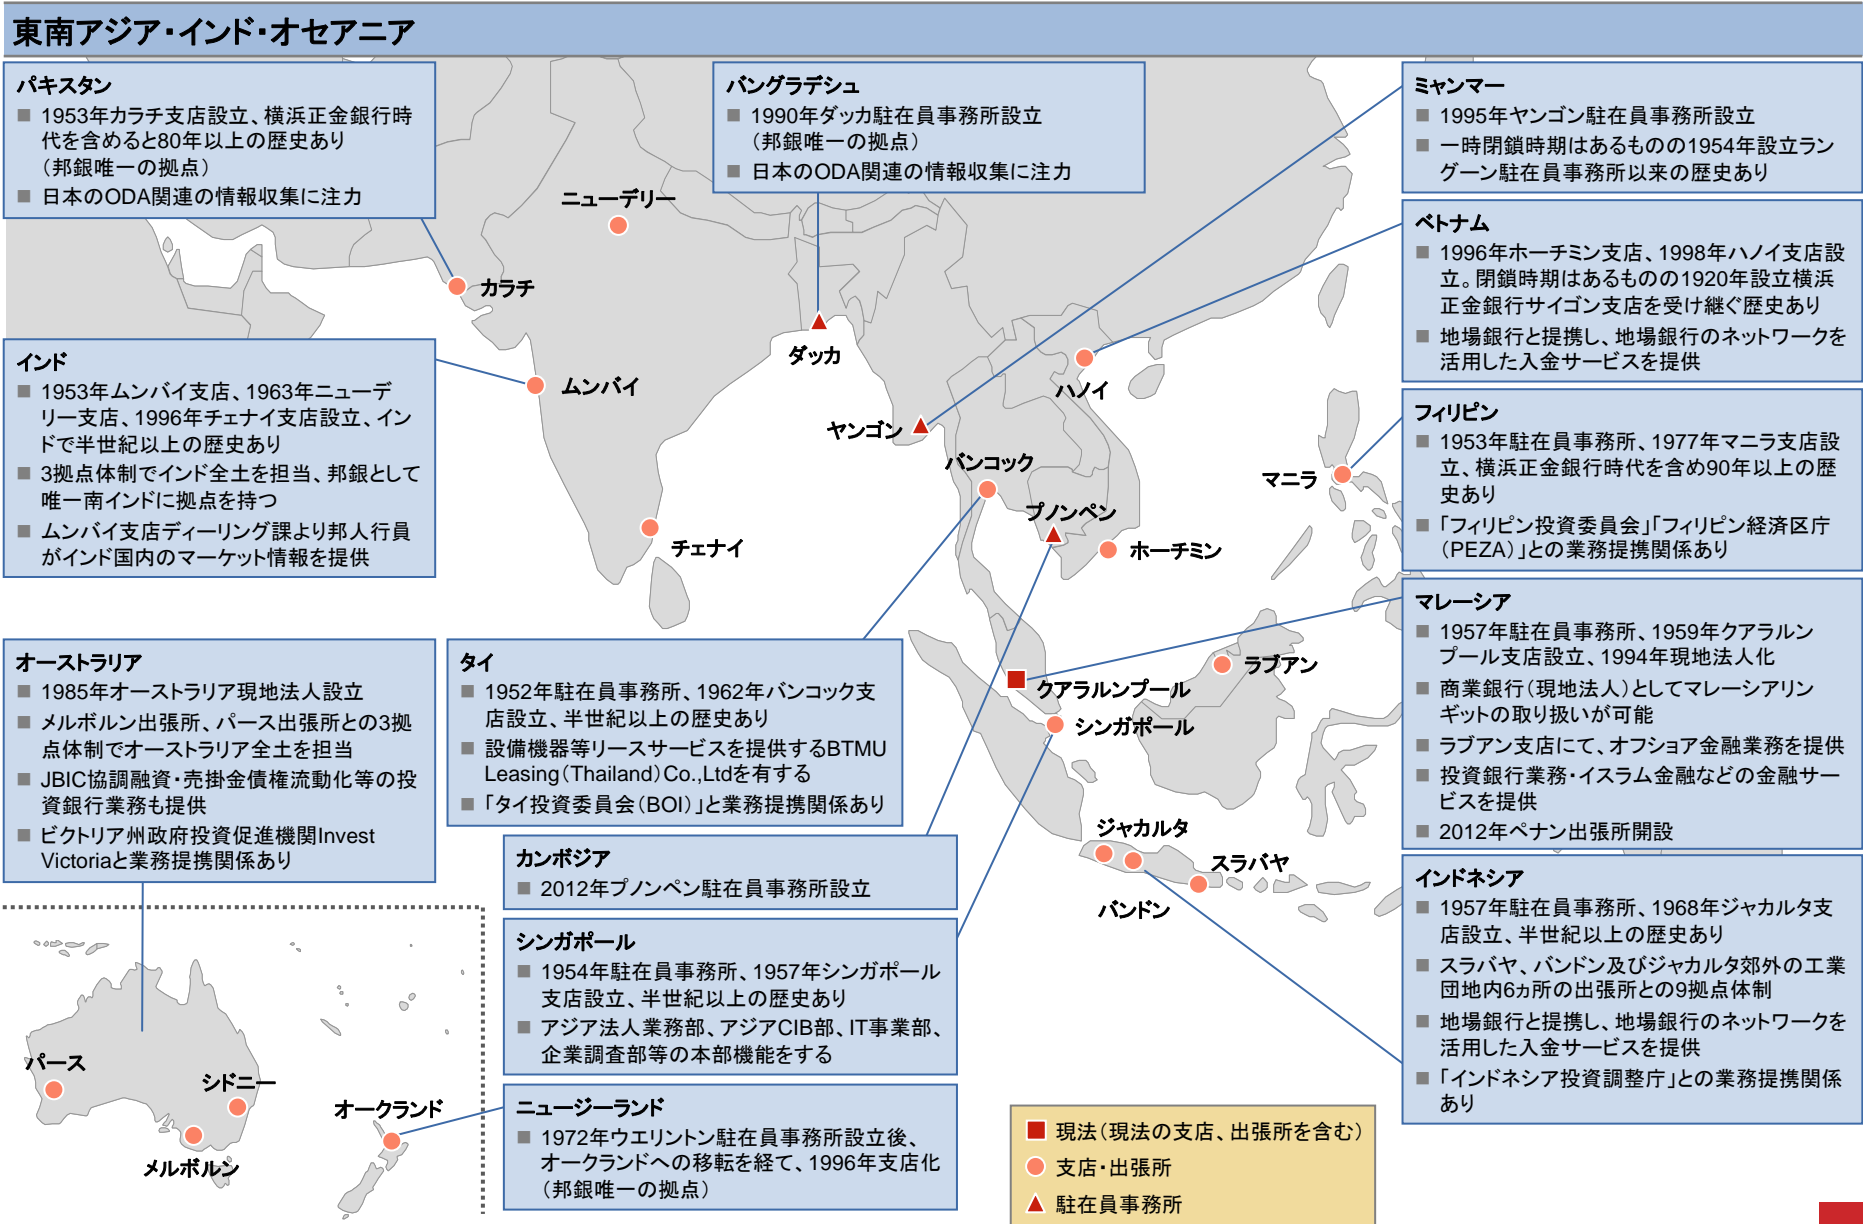 東南アジア・インド・オセアニア
パキスタン
■ 1953年カラチ支店設立、横浜正金銀行時
代を含めると80年以上の歴史あり
（邦銀唯一の拠点）
■ 日本のODA関連の情報収集に注力
バングラデシュ
■ 1990年ダッカ駐在員事務所設立
（邦銀唯一の拠点）
■ 日本のODA関連の情報収集に注力
ミャンマー
■ 1995年ヤンゴン駐在員事務所設立
■ 一時閉鎖時期はあるものの1954年設立ラン
グーン駐在員事務所以来の歴史あり
ベトナム
■ 1996年ホーチミン支店、1998年ハノイ支店設
立。閉鎖時期はあるものの1920年設立横浜
正金銀行サイゴン支店を受け継ぐ歴史あり
■ 地場銀行と提携し、地場銀行のネットワークを
活用した入金サービスを提供
インド
■ 1953年ムンバイ支店、1963年ニューデ
リー支店、1996年チェナイ支店設立、イン
ドで半世紀以上の歴史あり
■ 3拠点体制でインド全土を担当、邦銀として
唯一南インドに拠点を持つ
■ ムンバイ支店ディーリング課より邦人行員
がインド国内のマーケット情報を提供
フィリピン
■ 1953年駐在員事務所、1977年マニラ支店設
立、横浜正金銀行時代を含め90年以上の歴
史あり
■ 「フィリピン投資委員会」「フィリピン経済区庁
（PEZA）」との業務提携関係あり
ニューデリー
カラチ
ムンバイ
チェナイ
ダッカ
ヤンゴン
ハノイ
バンコック
プノンペン
ホーチミン
マニラ
ラブアン
クアラルンプール
シンガポール
ジャカルタ
スラバヤ
バンドン
マレーシア
■ 1957年駐在員事務所、1959年クアラルン
プール支店設立、1994年現地法人化
■ 商業銀行（現地法人）としてマレーシアリン
ギットの取り扱いが可能
■ ラブアン支店にて、オフショア金融業務を提供
■ 投資銀行業務・イスラム金融などの金融サー
ビスを提供
■ 2012年ペナン出張所開設
オーストラリア
■ 1985年オーストラリア現地法人設立
■ メルボルン出張所、パース出張所との3拠
点体制でオーストラリア全土を担当
■ JBIC協調融資・売掛金債権流動化等の投
資銀行業務も提供
■ ビクトリア州政府投資促進機関Invest
Victoriaと業務提携関係あり
タイ
■ 1952年駐在員事務所、1962年バンコック支
店設立、半世紀以上の歴史あり
■ 設備機器等リースサービスを提供するBTMU
Leasing（Thailand）Co.,Ltdを有する
■ 「タイ投資委員会（BOI）」と業務提携関係あり
カンボジア
■ 2012年プノンペン駐在員事務所設立
シンガポール
■ 1954年駐在員事務所、1957年シンガポール
支店設立、半世紀以上の歴史あり
■ アジア法人業務部、アジアCIB部、IT事業部、
企業調査部等の本部機能をする
インドネシア
■ 1957年駐在員事務所、1968年ジャカルタ支
店設立、半世紀以上の歴史あり
■ スラバヤ、バンドン及びジャカルタ郊外の工業
団地内6ヵ所の出張所との9拠点体制
■ 地場銀行と提携し、地場銀行のネットワークを
活用した入金サービスを提供
■ 「インドネシア投資調整庁」との業務提携関係
あり
パース
シドニー
メルボルン
オークランド
ニュージーランド
■ 1972年ウエリントン駐在員事務所設立後、
オークランドへの移転を経て、1996年支店化
（邦銀唯一の拠点）
現法（現法の支店、出張所を含む）
支店・出張所
駐在員事務所